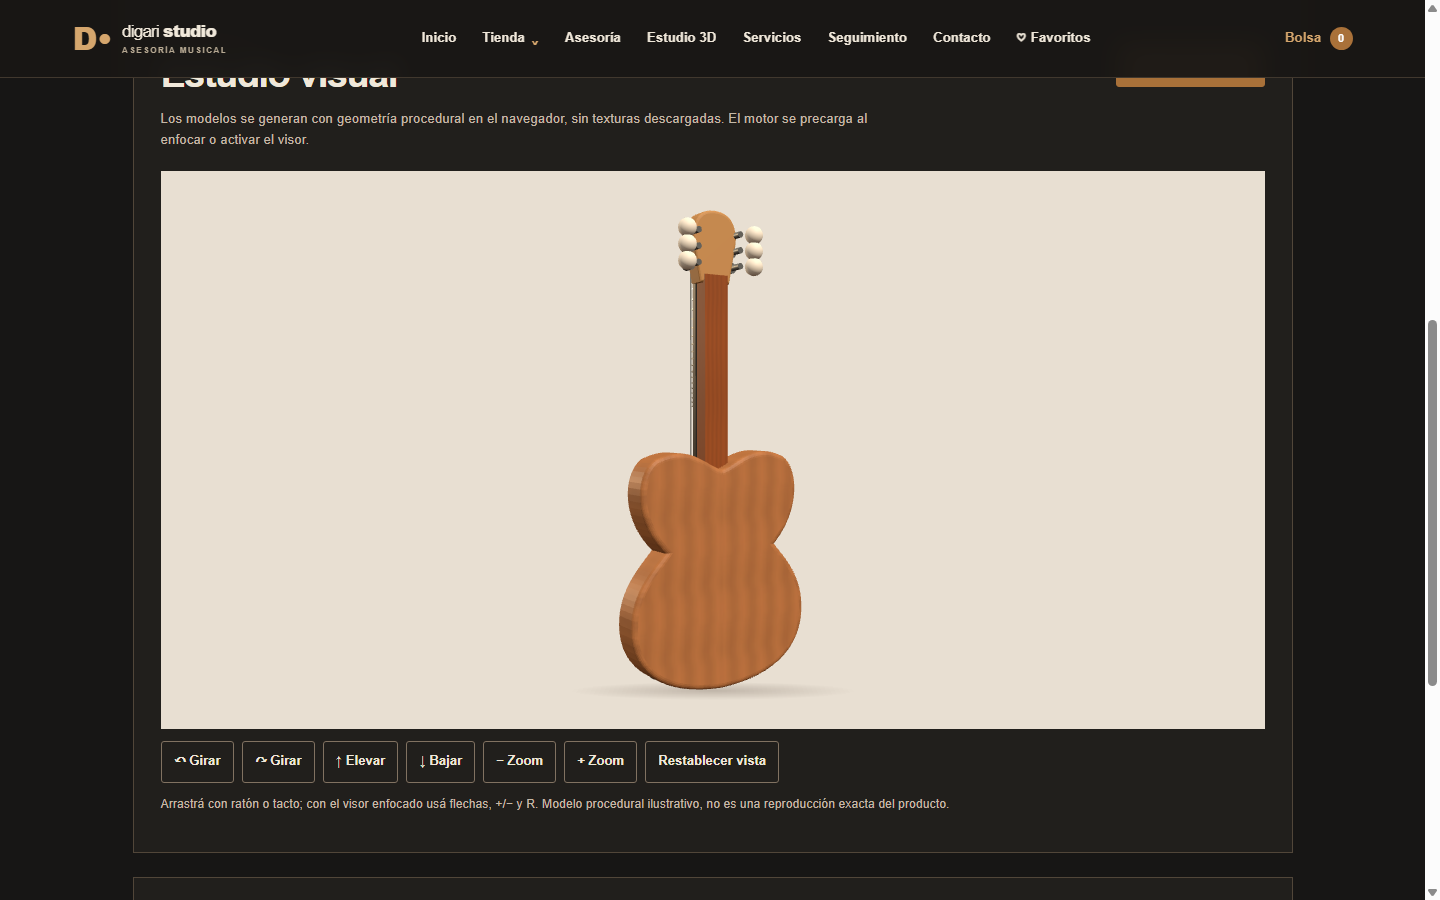 D• digari studio
ASESORÍA MUSICAL
Inicio Tienda ⌄ Asesoría Estudio 3D Servicios Seguimiento Contacto ♡ Favoritos
Bolsa 0
Estudio visual
Los modelos se generan con geometría procedural en el navegador, sin texturas descargadas. El motor se precarga al
enfocar o activar el visor.
↶ Girar ↷ Girar ↑ Elevar ↓ Bajar − Zoom + Zoom Restablecer vista
Arrastrá con ratón o tacto; con el visor enfocado usá flechas, +/− y R. Modelo procedural ilustrativo, no es una reproducción exacta del producto.